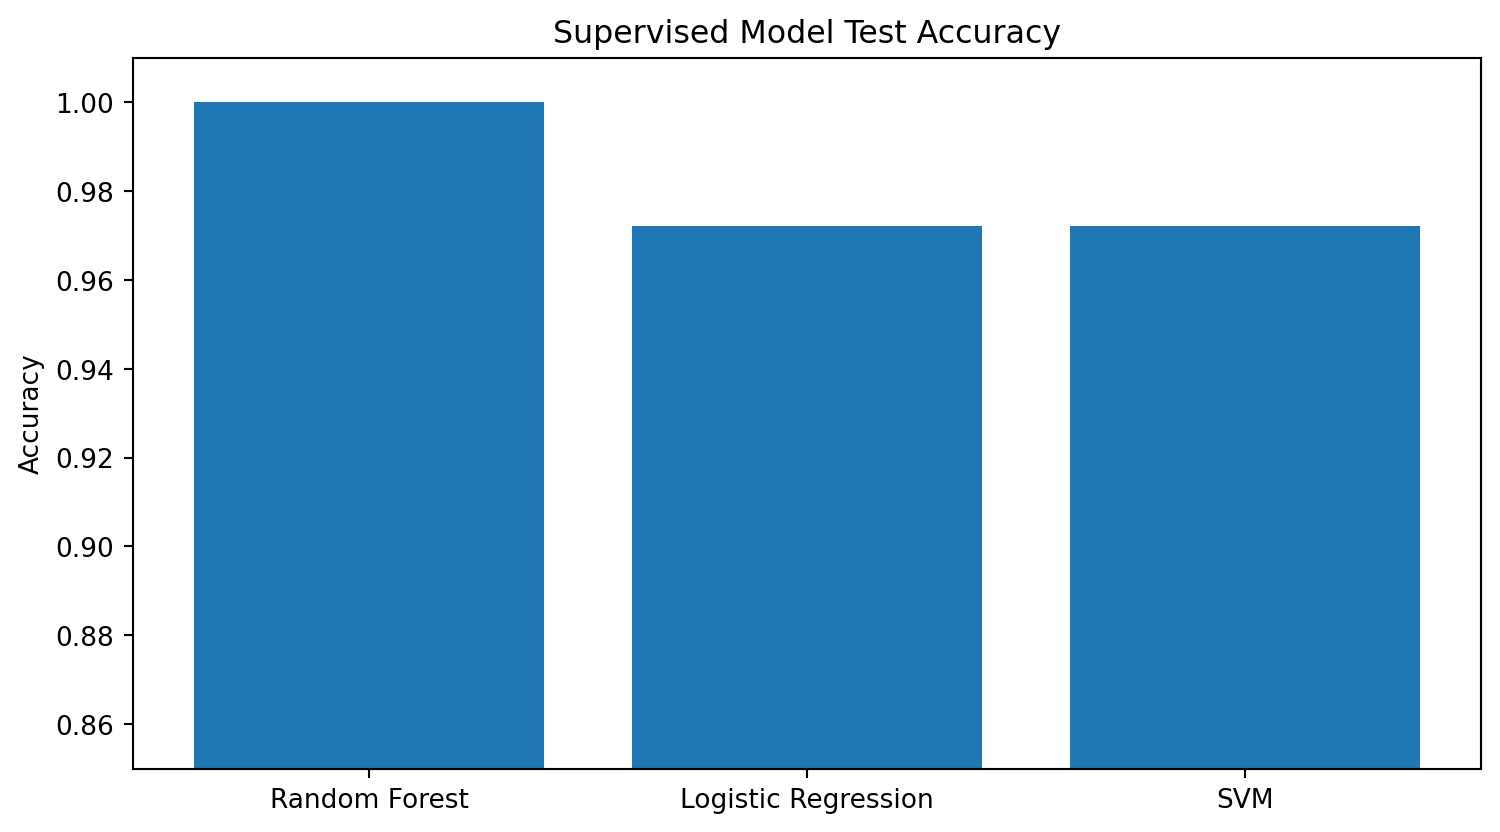 Supervised Model Test Accuracy
1.00
0.98
0.96
0.94
0.92
0.90
0.88
0.86
Accuracy
Random Forest
Logistic Regression
SVM